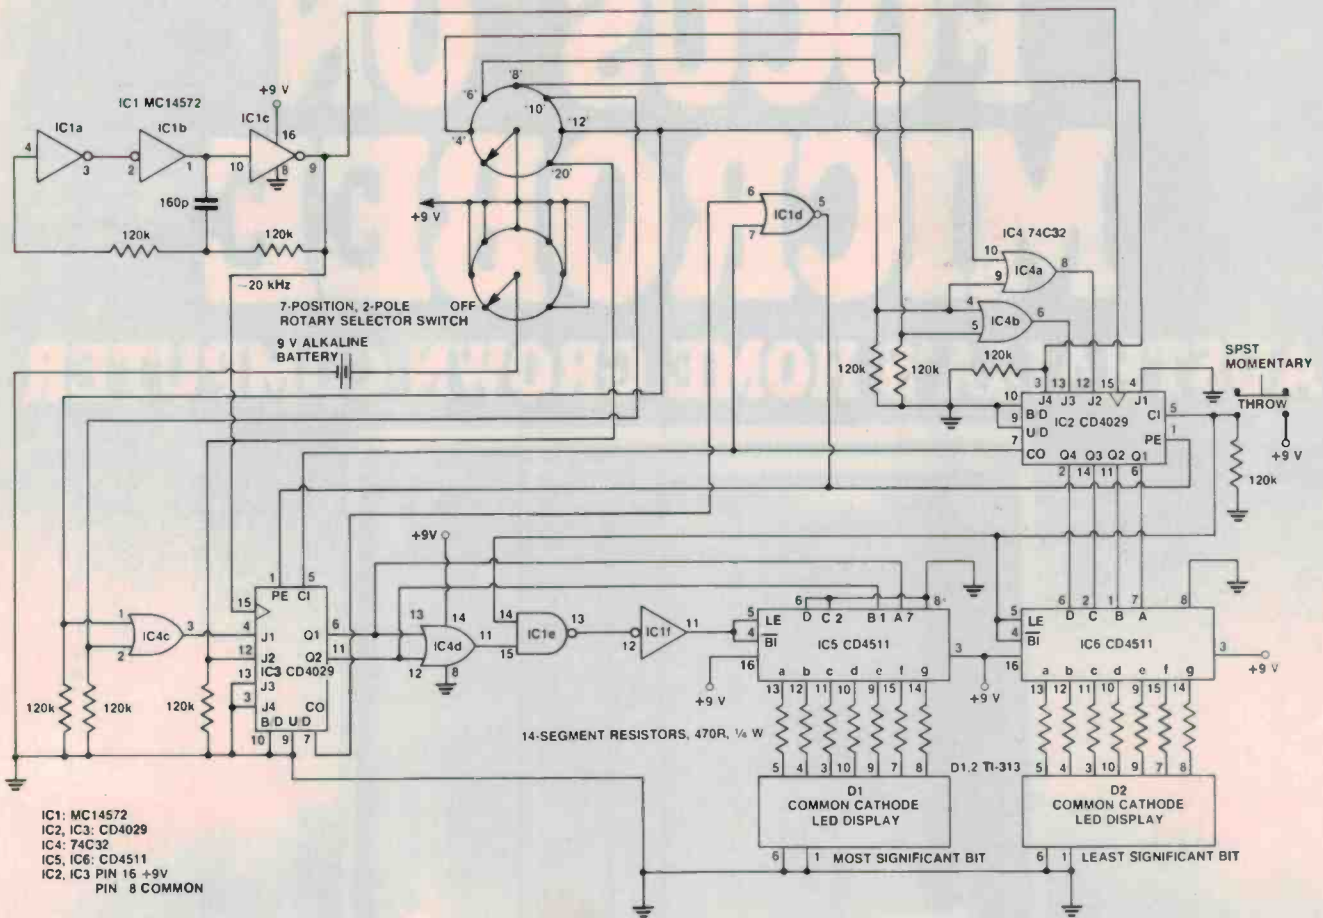 IC1 MC14572
+9 V
IC1a
IC1b
IC1c
16
4
3
2
1
10
8
9
160p
120k
120k
~20 kHz
'8'
'6'
'10'
'4'
'12'
'20'
+9 V
OFF
7-POSITION, 2-POLE
ROTARY SELECTOR SWITCH
9 V ALKALINE
BATTERY
6
7
IC1d
5
IC4 74C32
10
9
IC4a
8
4
5
IC4b
6
120k
120k
120k
3 13 12 15 4
10
J4 J3 J2 J1
B/D
CI
5
9
U/D
IC2 CD4029
PE
1
7
CO
Q4 Q3 Q2 Q1
2 14 11 6
SPST
MOMENTARY
THROW
+9 V
120k
+9V
1
2
IC4c
3
120k
120k
120k
1
5
PE CI
15
4
J1
Q1
6
12
J2
Q2
11
IC3 CD4029
13
J3
3
J4
CO
B/D U/D
10 9 7
13
12
14
IC4d
11
8
14
15
IC1e
13
12
IC1f
11
6 2 1 7 8
D C B A
5
LE
4
BI
16
IC5 CD4511
3
a b c d e f g
13 12 11 10 9 15 14
+9 V
+9 V
6 2 1 7
8
D C B A
5
LE
4
BI
16
IC6 CD4511
3
+9 V
a b c d e f g
13 12 11 10 9 15 14
14-SEGMENT RESISTORS, 470R, ¼ W
5 4 3 10 9 7 8
D1,2 TI-313
5 4 3 10 9 7 8
D1
COMMON CATHODE
LED DISPLAY
D2
COMMON CATHODE
LED DISPLAY
6 1
MOST SIGNIFICANT BIT
6 1
LEAST SIGNIFICANT BIT
IC1: MC14572
IC2, IC3: CD4029
IC4: 74C32
IC5, IC6: CD4511
IC2, IC3 PIN 16 +9V
PIN 8 COMMON